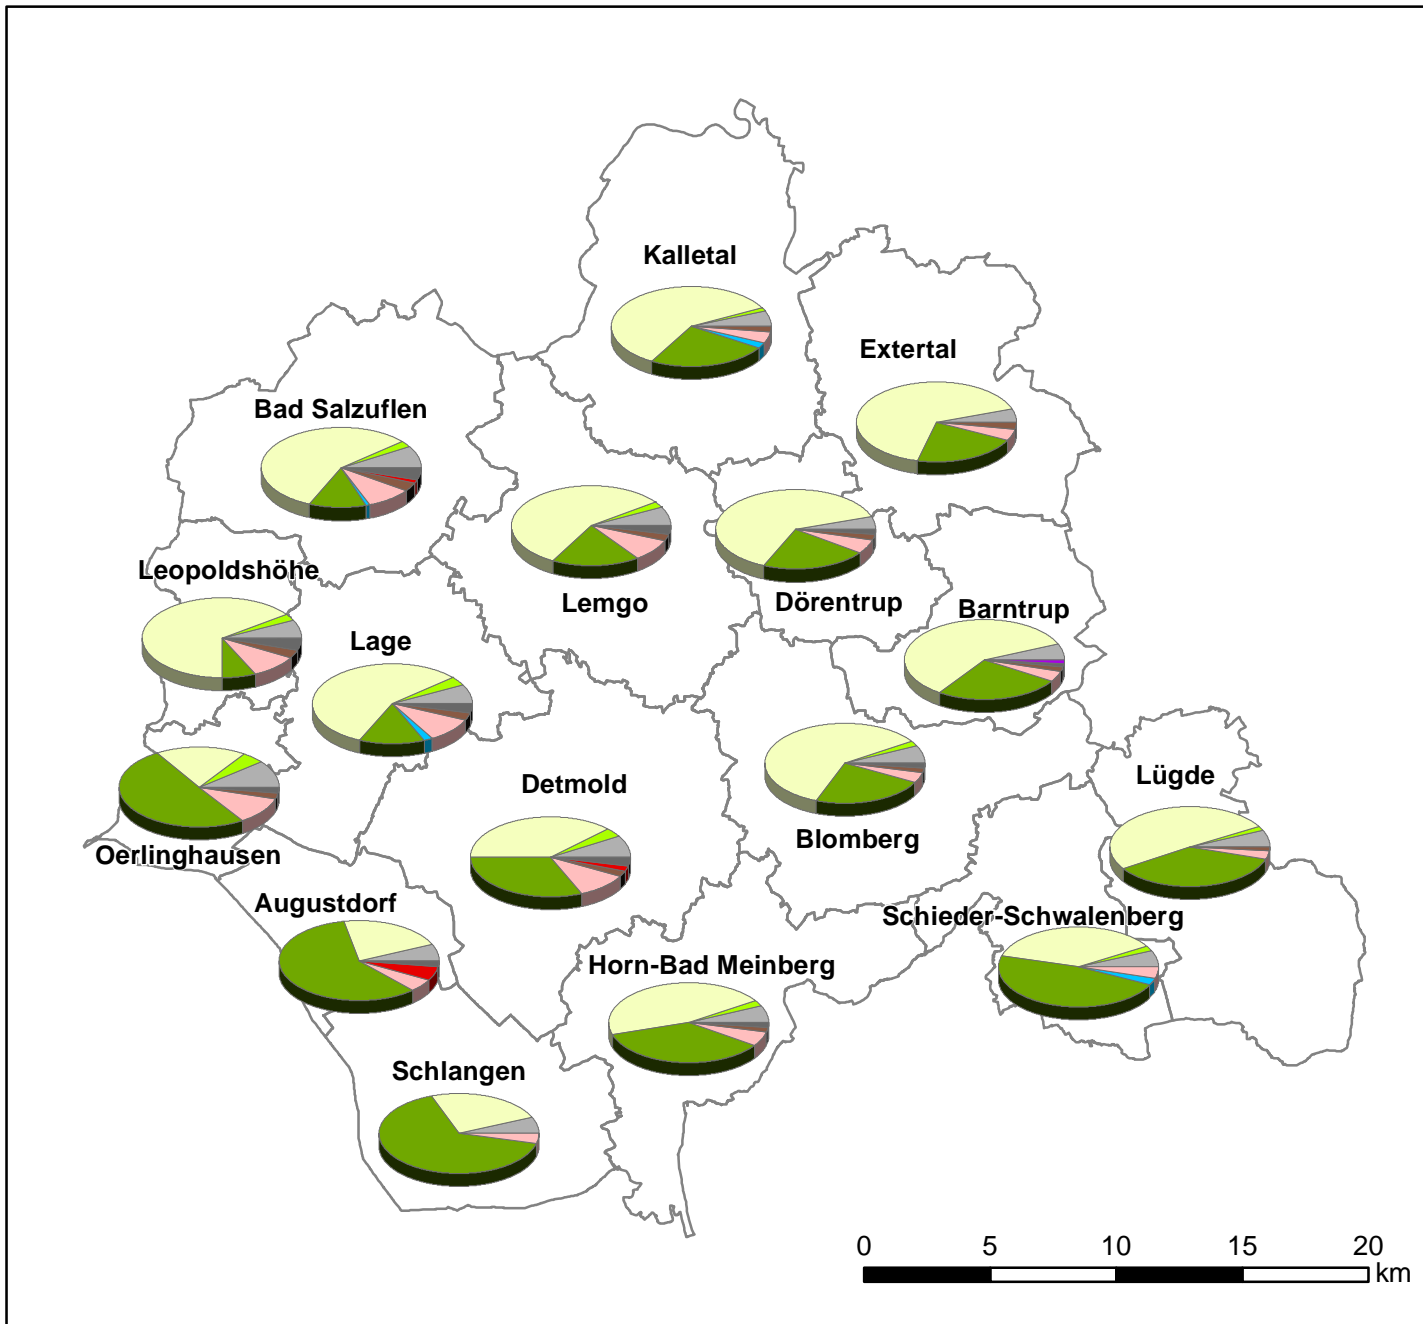 Kalletal
Extertal
Bad Salzuflen
Leopoldshöhe
Lemgo
Dörentrup
Barntrup
Lage
Detmold
Lügde
Blomberg
Oerlinghausen
Augustdorf
Schieder-Schwalenberg
Horn-Bad Meinberg
Schlangen
0 5 10 15 20
km